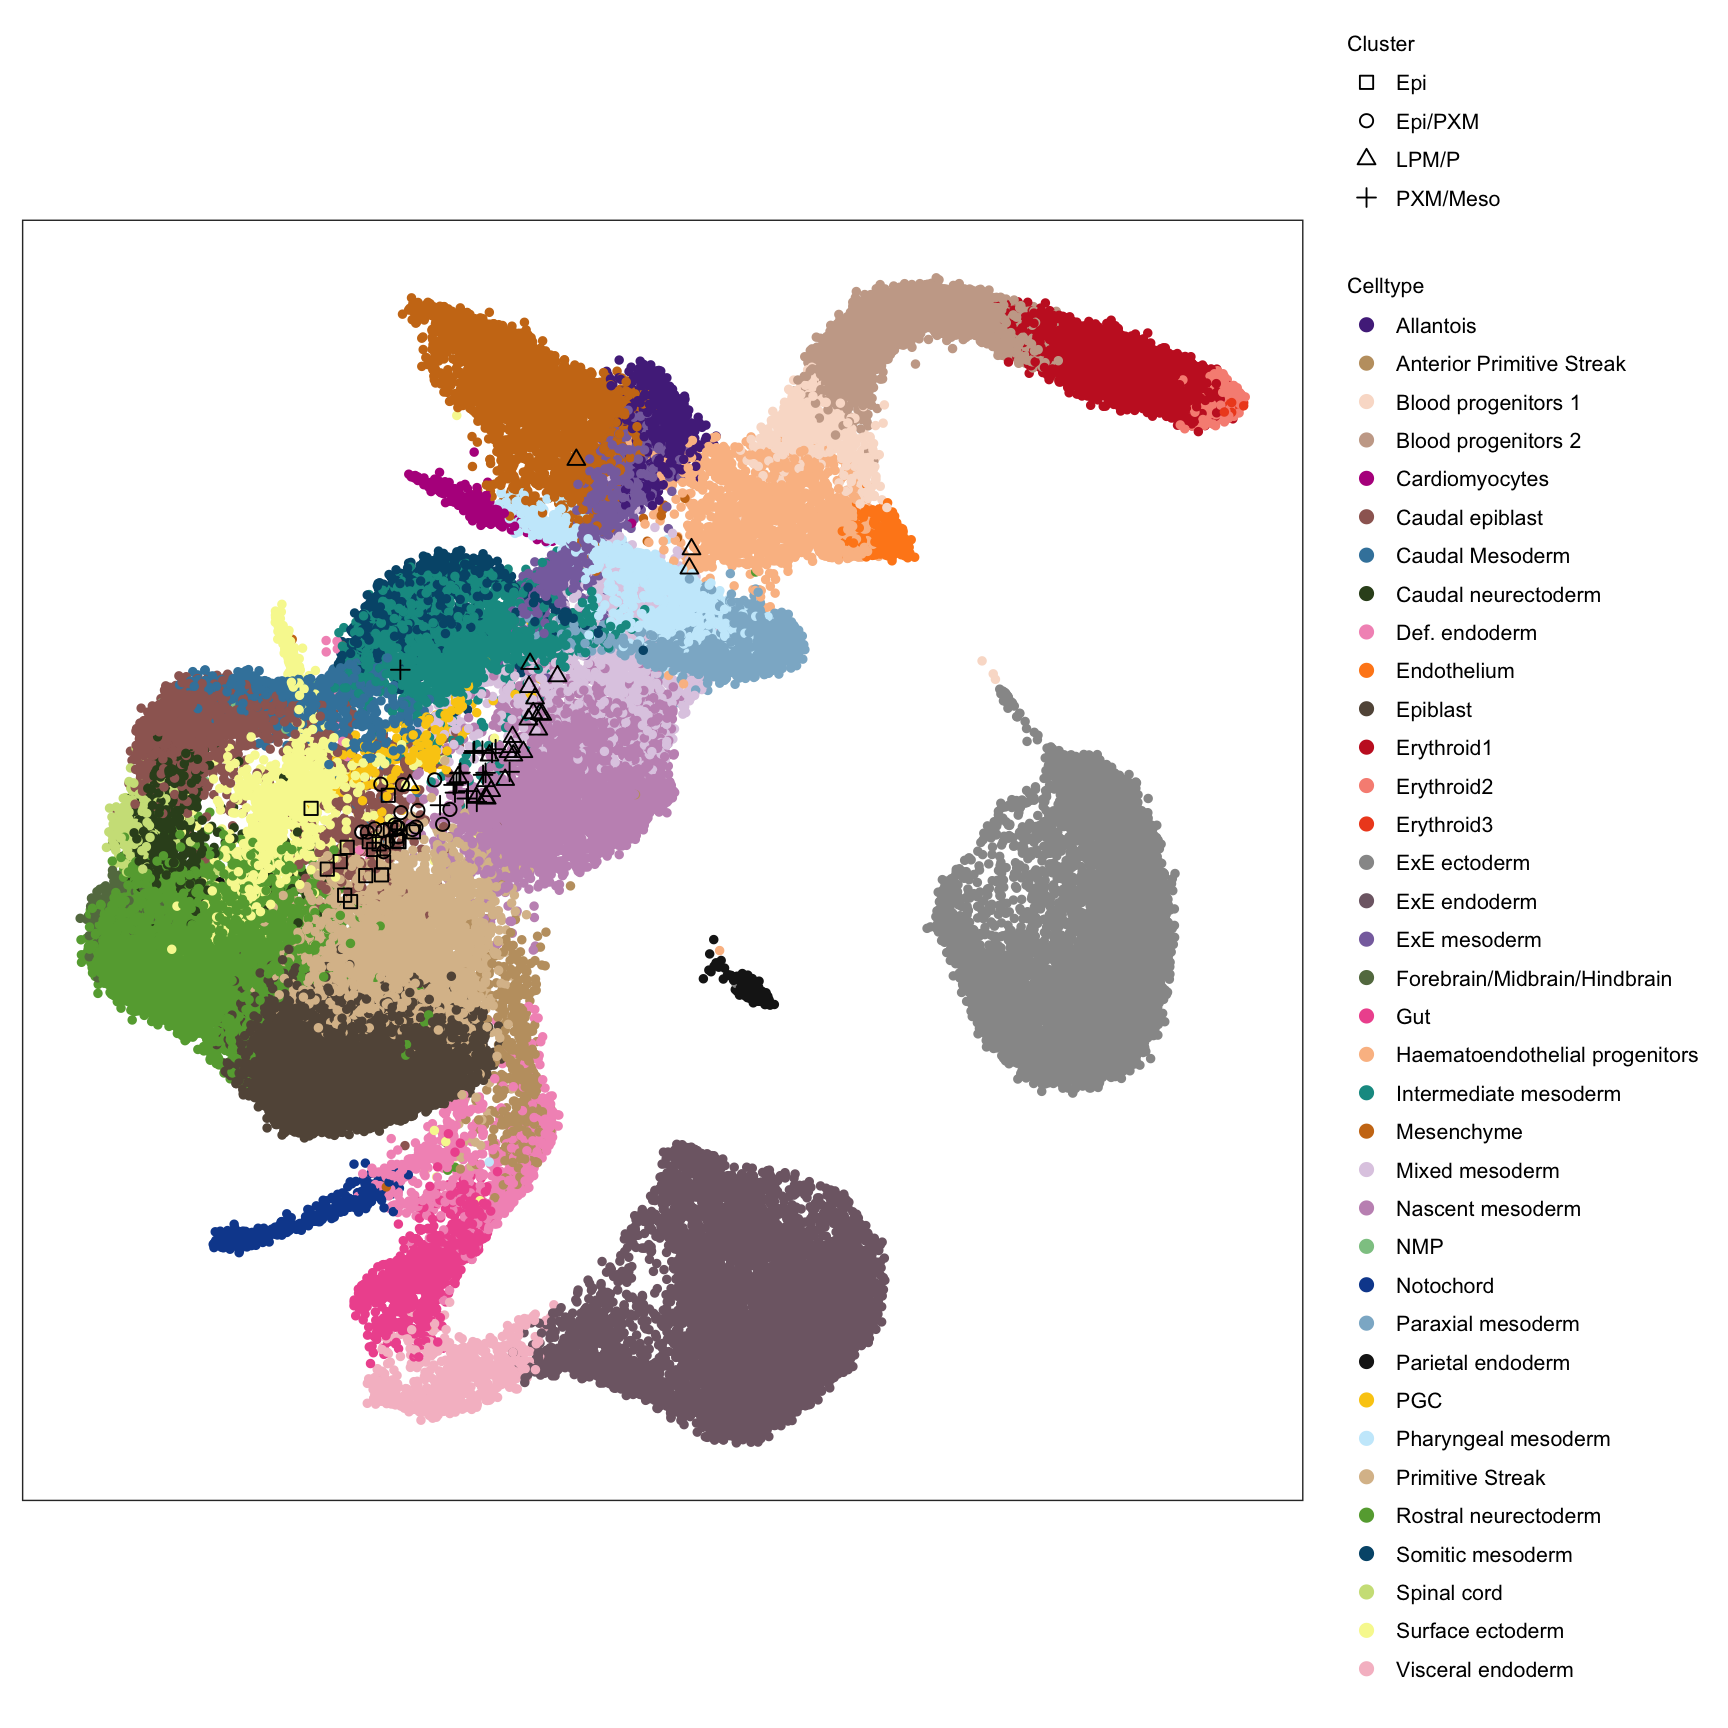 Cluster
Epi
Epi/PXM
LPM/P
PXM/Meso
Celltype
Allantois
Anterior Primitive Streak
Blood progenitors 1
Blood progenitors 2
Cardiomyocytes
Caudal epiblast
Caudal Mesoderm
Caudal neurectoderm
Def. endoderm
Endothelium
Epiblast
Erythroid1
Erythroid2
Erythroid3
ExE ectoderm
ExE endoderm
ExE mesoderm
Forebrain/Midbrain/Hindbrain
Gut
Haematoendothelial progenitors
Intermediate mesoderm
Mesenchyme
Mixed mesoderm
Nascent mesoderm
NMP
Notochord
Paraxial mesoderm
Parietal endoderm
PGC
Pharyngeal mesoderm
Primitive Streak
Rostral neurectoderm
Somitic mesoderm
Spinal cord
Surface ectoderm
Visceral endoderm